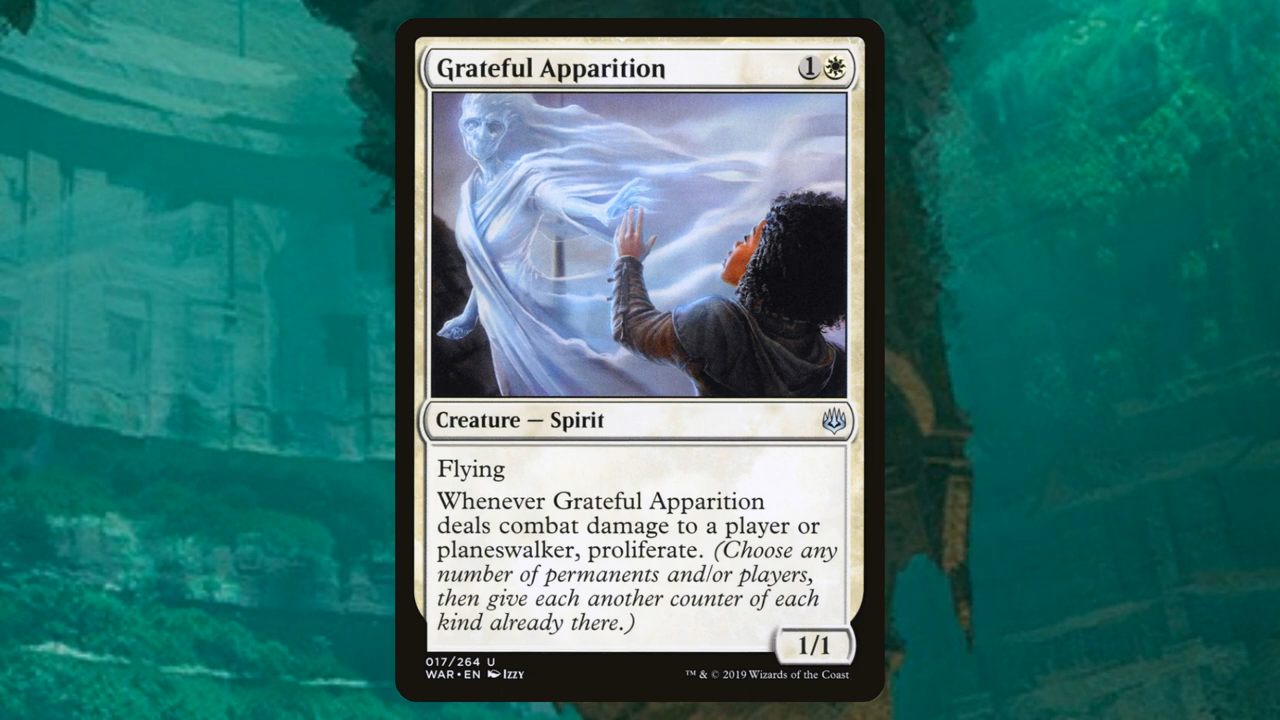 Grateful Apparition 1
Creature — Spirit
Flying
Whenever Grateful Apparition
deals combat damage to a player or
planeswalker, proliferate. (Choose any
number of permanents and/or players,
then give each another counter of each
kind already there.)
1/1
017/264 U
WAR • EN Izzy
™ & © 2019 Wizards of the Coast